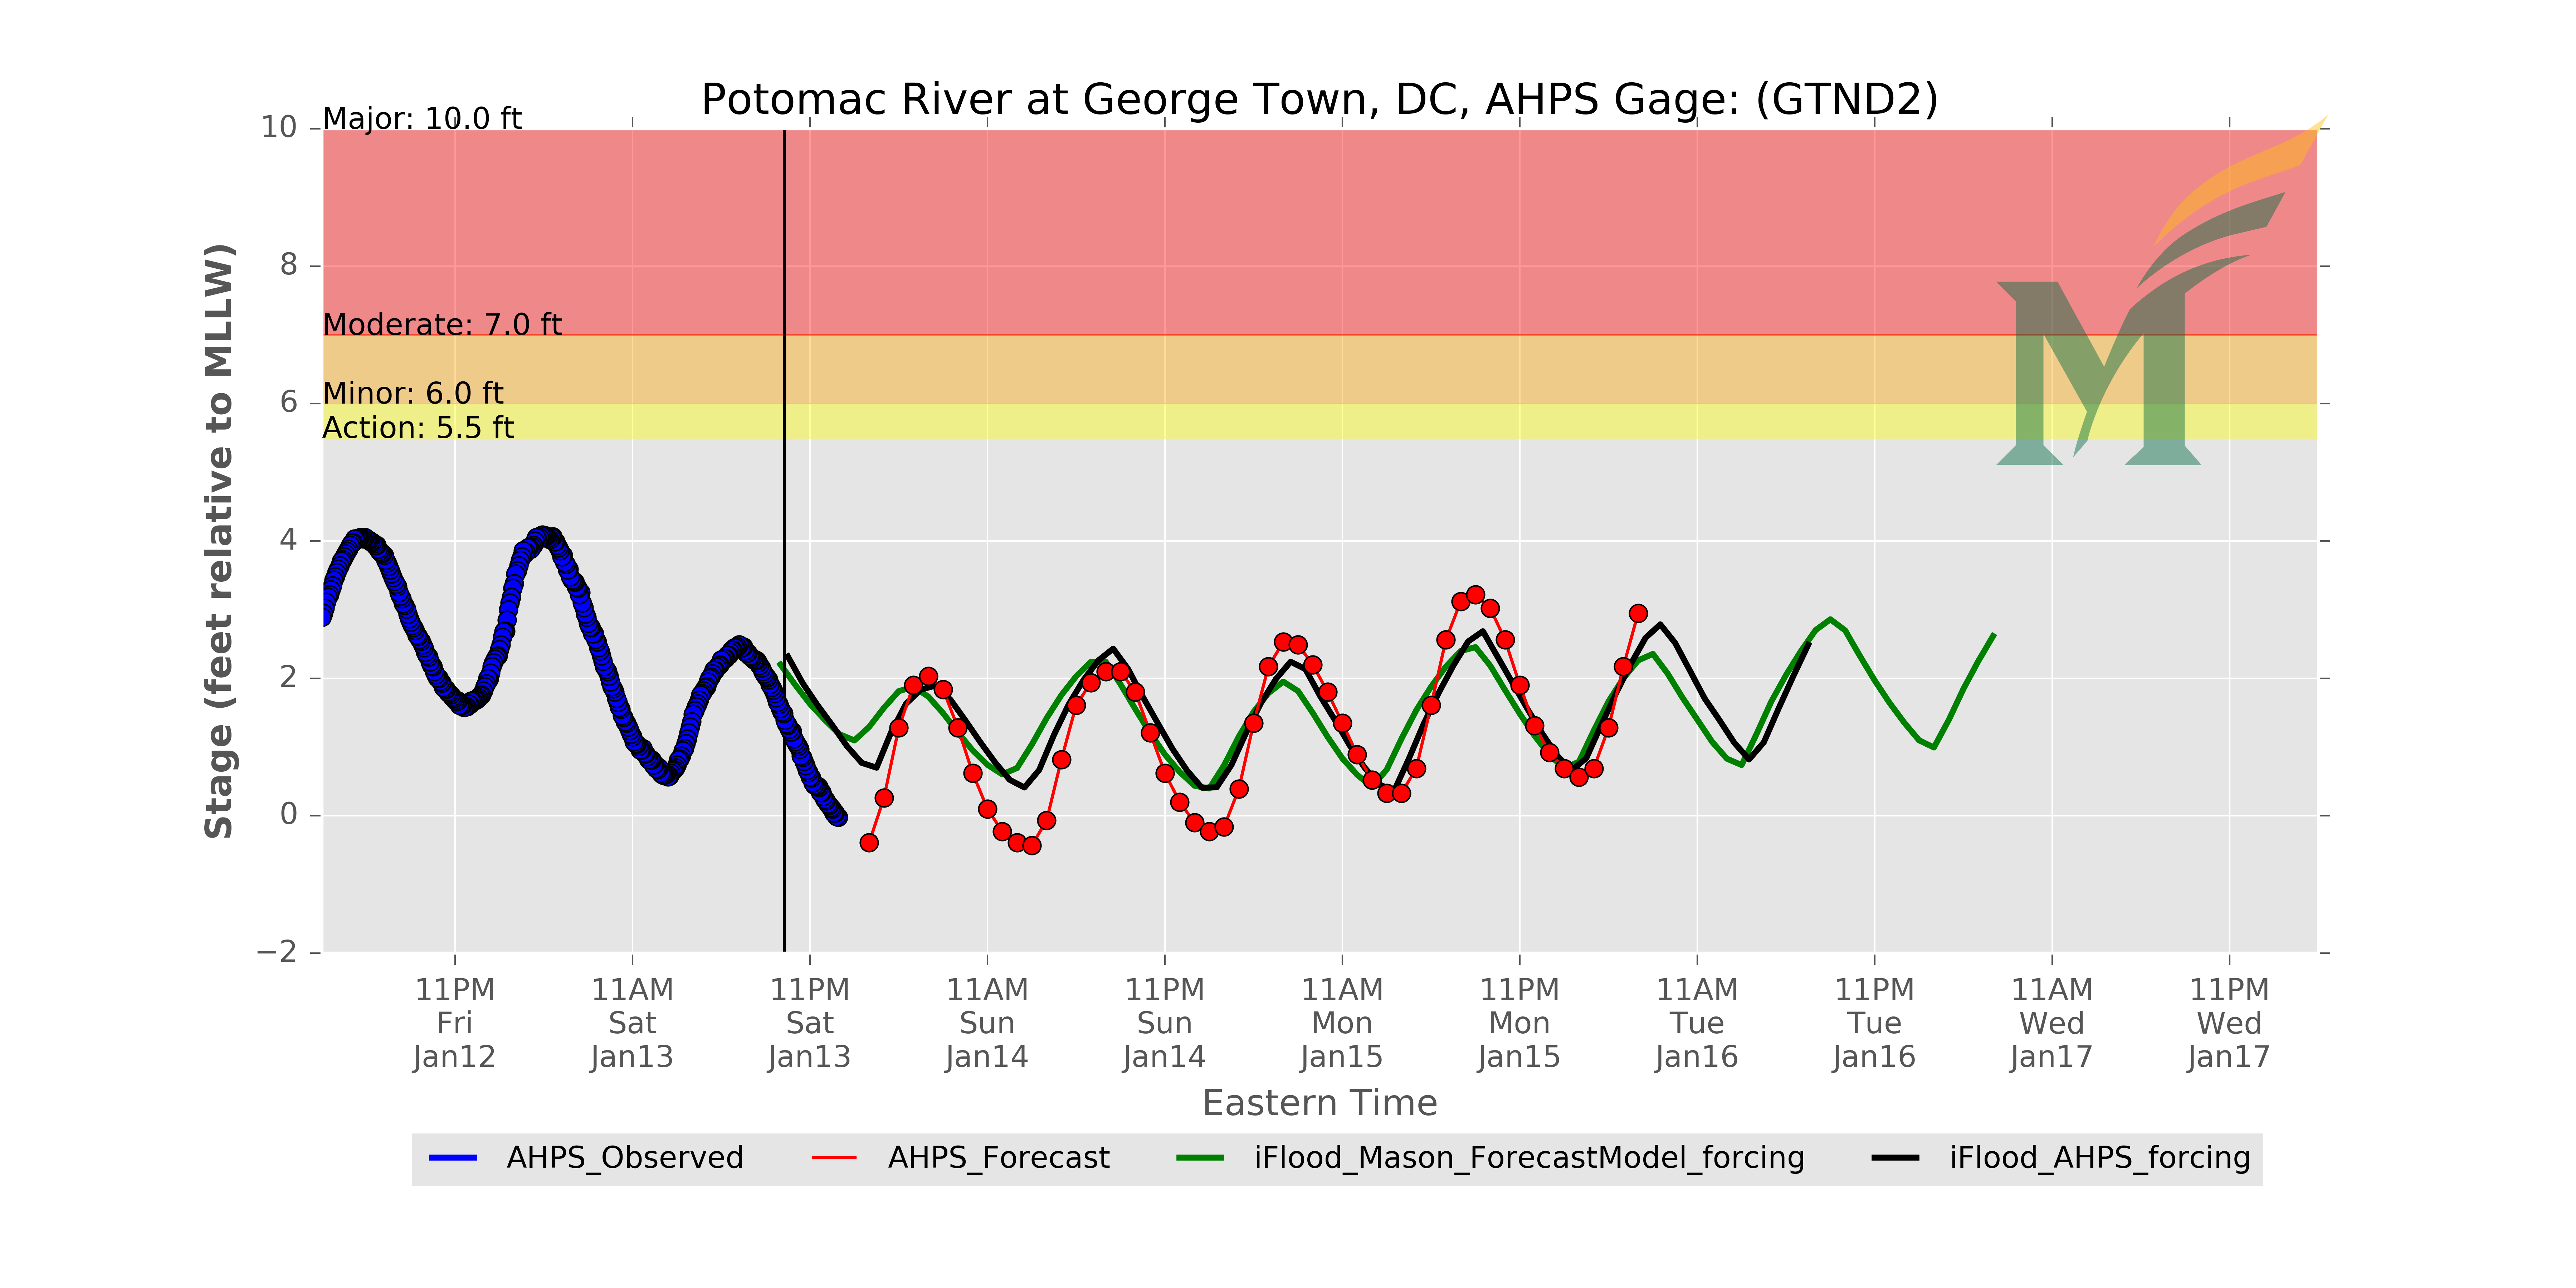 Potomac River at George Town, DC, AHPS Gage: (GTND2)
Major: 10.0 ft
Moderate: 7.0 ft
Minor: 6.0 ft
Action: 5.5 ft
10
8
6
4
2
0
−2
Stage (feet relative to MLLW)
11PM 11AM 11PM 11AM 11PM 11AM 11PM 11AM 11PM 11AM 11PM
Fri Sat Sat Sun Sun Mon Mon Tue Tue Wed Wed
Jan12 Jan13 Jan13 Jan14 Jan14 Jan15 Jan15 Jan16 Jan16 Jan17 Jan17
Eastern Time
AHPS_Observed AHPS_Forecast iFlood_Mason_ForecastModel_forcing iFlood_AHPS_forcing